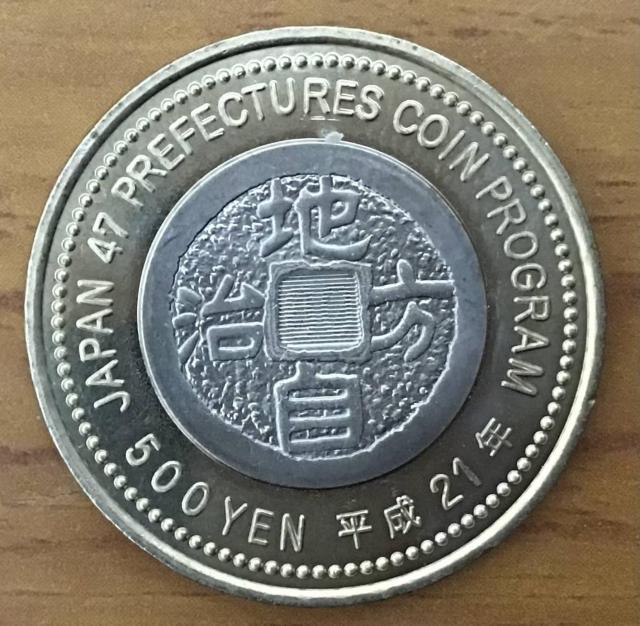 JAPAN 47 PREFECTURES COIN PROGRAM
500 YEN 平成 21 年
地方自治